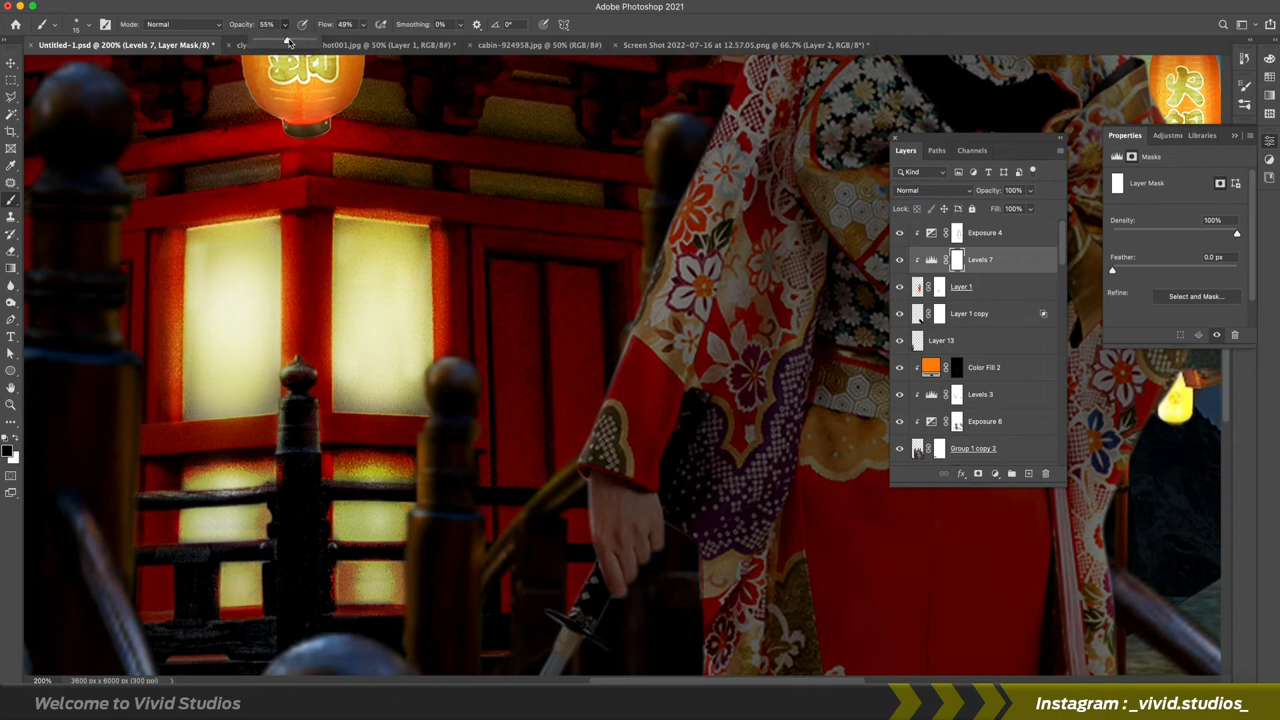 Adobe Photoshop 2021
15 Mode: Normal Opacity: 55% Flow: 49% Smoothing: 0% 0°
Untitled-1.psd @ 200% (Levels 7, Layer Mask/8) *
hot001.jpg @ 50% (Layer 1, RGB/8#) *
cabin-924958.jpg @ 50% (RGB/8#)
Screen Shot 2022-07-16 at 12.57.05.png @ 66.7% (Layer 2, RGB/8*) *
Layers Paths Channels
Kind
Normal Opacity: 100%
Lock: Fill: 100%
Exposure 4
Levels 7
Layer 1
Layer 1 copy
Layer 13
Color Fill 2
Levels 3
Exposure 6
Group 1 copy 2
fx
Properties Adjustme Libraries
Masks
Layer Mask
Density: 100%
Feather: 0.0 px
Refine: Select and Mask...
200% 3600 px x 6000 px (300 ppi)
Welcome to Vivid Studios
Instagram : _vivid.studios_